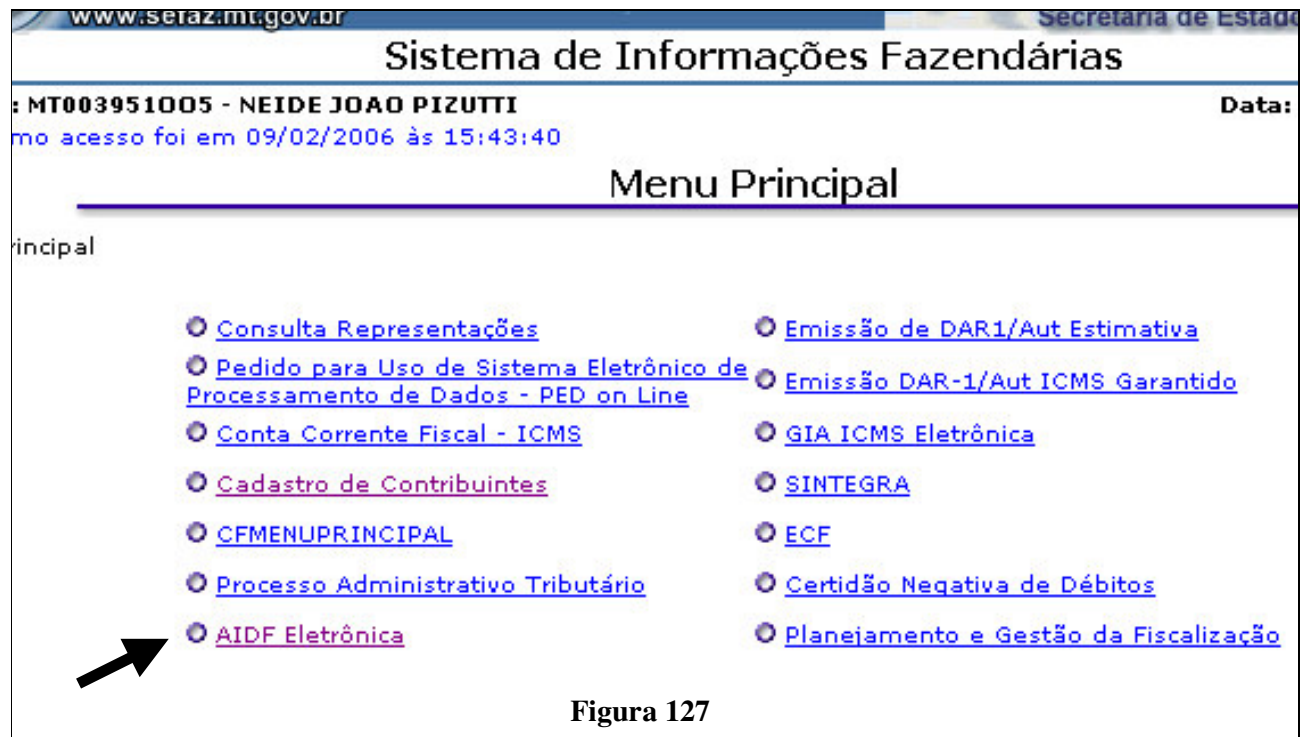 www.sefaz.mt.gov.br
Secretaria de Estado
Sistema de Informações Fazendárias
: MT003951OO5 - NEIDE JOAO PIZUTTI
Data:
mo acesso foi em 09/02/2006 às 15:43:40
Menu Principal
rincipal
Consulta Representações
Emissão de DAR1/Aut Estimativa
Pedido para Uso de Sistema Eletrônico de
Processamento de Dados - PED on Line
Emissão DAR-1/Aut ICMS Garantido
Conta Corrente Fiscal - ICMS
GIA ICMS Eletrônica
Cadastro de Contribuintes
SINTEGRA
CFMENUPRINCIPAL
ECF
Processo Administrativo Tributário
Certidão Negativa de Débitos
AIDF Eletrônica
Planejamento e Gestão da Fiscalização
Figura 127